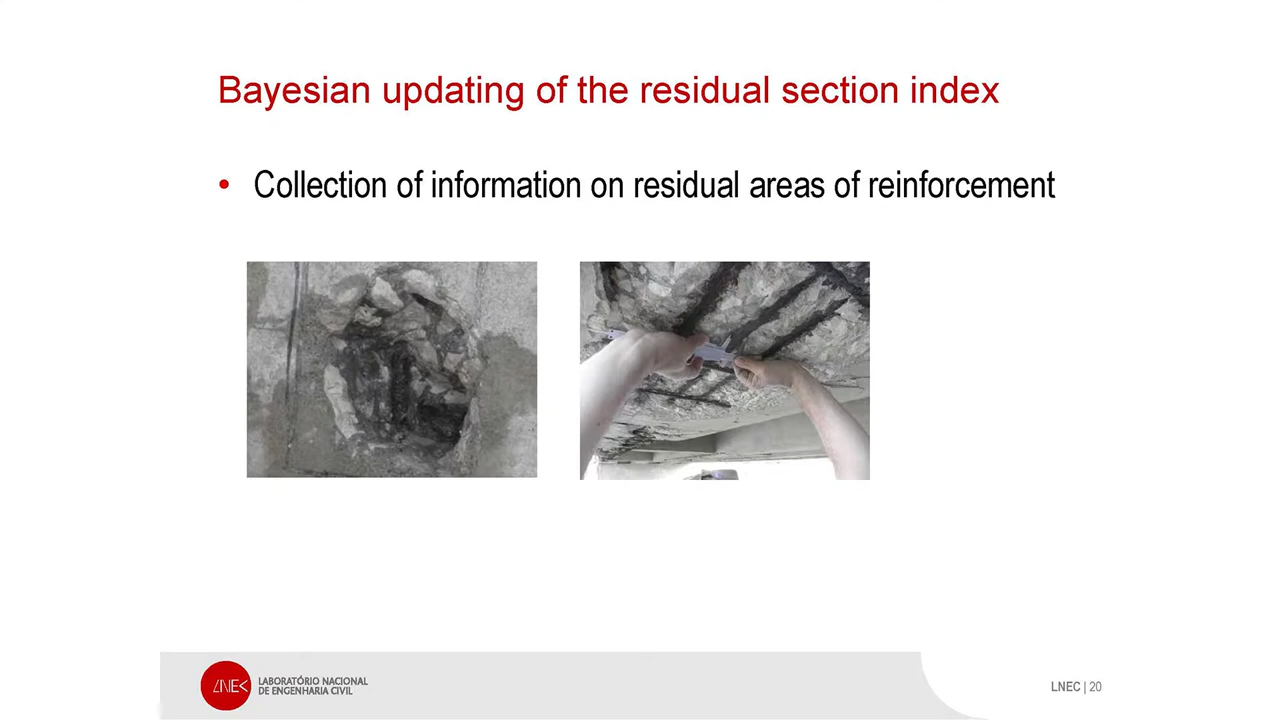 Bayesian updating of the residual section index
• Collection of information on residual areas of reinforcement
LNEC
LABORATÓRIO NACIONAL
DE ENGENHARIA CIVIL
LNEC | 20